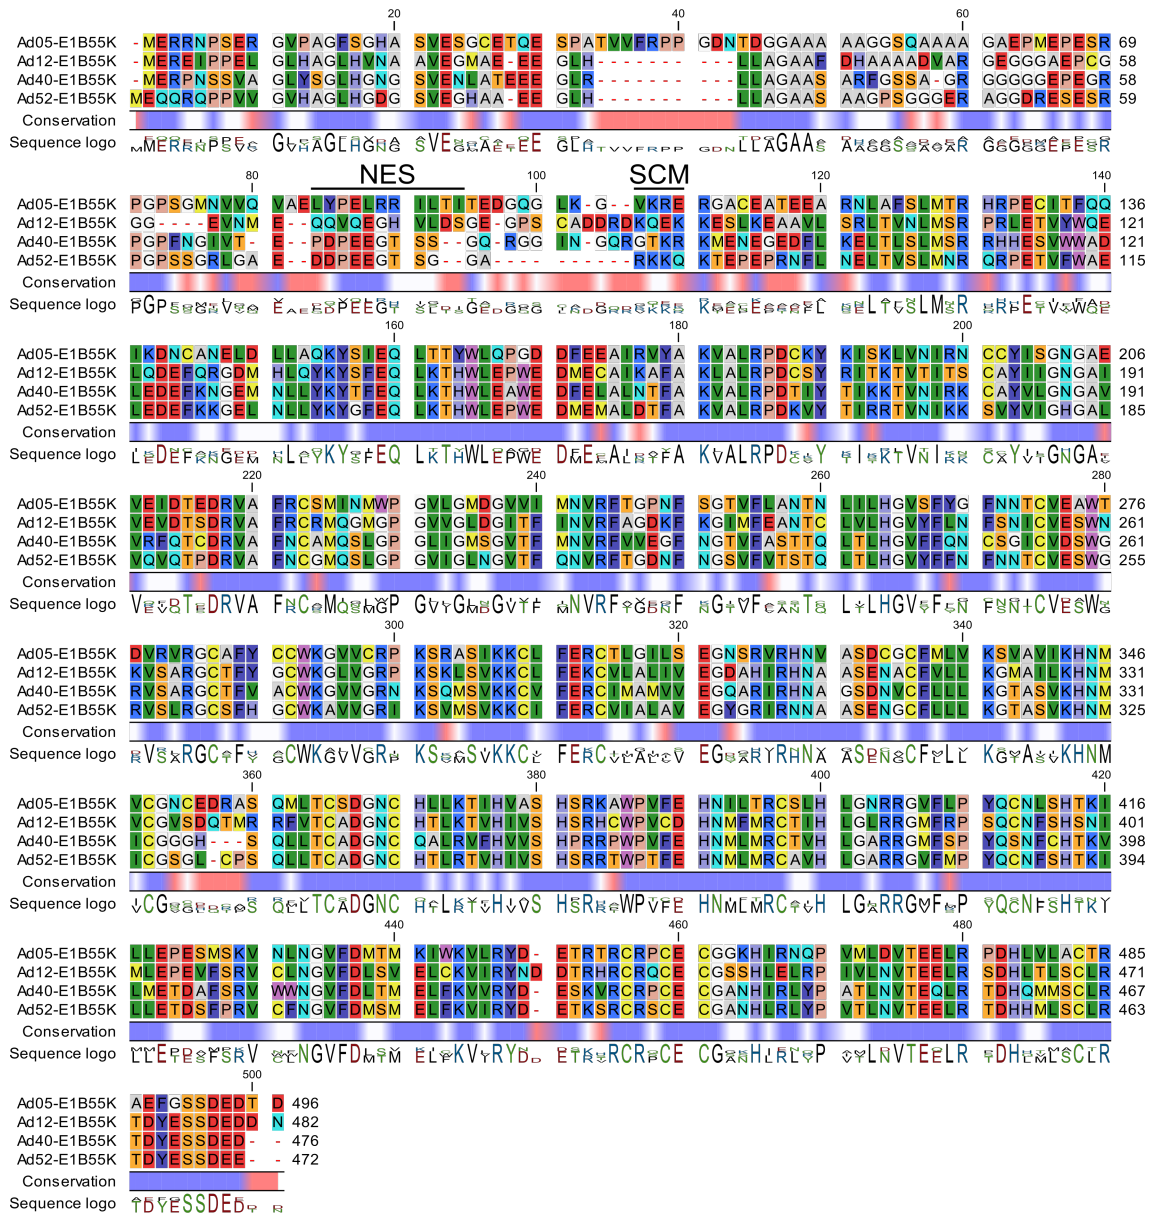 20 40 60
Ad05-E1B55K - MERRNPSER GVPAGFSGHA SVESGCETQE SPATVVFRPP GDNTDGGAAA AAGGSQAAAA GAEPMEPESR 69
Ad12-E1B55K - MEREIPPEL GLHAGLHVNA AVEGMAE-EE GLH------- ---LLAGAAF DHAAAADVAR GEGGGAEPCG 58
Ad40-E1B55K - MERPNSSVA GLYSGLHGNG SVENLATEEE GLR------- ---LLAGAAS ARFGSSA-GR GGGGGEPEGR 58
Ad52-E1B55K MEQQRQPPVV GVHAGLHGDG SVEGHAA-EE GLH------- ---LLAGAAS AAGPSGGGER AGGDRESESR 59
Conservation
Sequence logo
NES SCM
80 100 120 140
Ad05-E1B55K PGPSGMNVVQ VAELYPELRR ILTITEDGQG LK-G--VKRE RGACEATEEA RNLAFSLMTR HRPECITFQQ 136
Ad12-E1B55K GG----EVNM E--QQVQEGH VLDSGE-GPS CADDRDKQEK KESLKEAAVL SRLTVNLMSR PRLETVYWQE 121
Ad40-E1B55K PGPFNGIVT- E--PDPEEGT SS--GQ-RGG IN-GQRGTKR KMENEGEDFL KELTLSLMSR RHHESVWWAD 121
Ad52-E1B55K PGPSSGRLGA E--DDPEEGT SG--GA---- ------RKKQ KTEPEPRNFL NELTVSLMNR QRPETVFWAE 115
Conservation
Sequence logo
160 180 200
Ad05-E1B55K IKDNCANELD LLAQKYSIEQ LTTYWLQPGD DFEEAIRVYA KVALRPDCKY KISKLVNIRN CCYISGNGAE 206
Ad12-E1B55K LQDEFQRGDM HLQYKYSFEQ LKTHWLEPWE DMECAIKAFA KLALRPDCSY RITKTVTITS CAYIIGNGAI 191
Ad40-E1B55K LEDEFKNGEM NLLYKYTFEQ LKTHWLEAWE DFELALNTFA KVALRPDTIY TIKKTVNIRK CAYVIGNGAV 191
Ad52-E1B55K LEDEFKKGEL NLLYKYGFEQ LKTHWLEPWE DMEMALDTFA KVALRPDKVY TIRRTVNIKK SVYVIGHGAL 185
Conservation
Sequence logo
220 240 260 280
Ad05-E1B55K VEIDTEDRVA FRCSMINMWP GVLGMDGVVI MNVRFTGPNF SGTVFLANTN LILHGVSFYG FNNTCVEAWT 276
Ad12-E1B55K VEVDTSDRVA FRCRMQGMGP GVVGLDGITF INVRFAGDKF KGIMFEANTC LVLHGVYFLN FSNICVESWN 261
Ad40-E1B55K VRFQTCDRVA FNCAMQSLGP GLIGMSGVTF MNVRFVVEGF NGTVFASTTQ LTLHGVFFQN CSGICVDSWG 261
Ad52-E1B55K VQVQTPDRVA FNCGMQSLGP GVIGLNGVTF QNVRFTGDNF NGSVFVTSTQ LTLHGVYFFN FNNTCVESWG 255
Conservation
Sequence logo
300 320 340
Ad05-E1B55K DVRVRGCAFY CCWKGVVCRP KSRASIKKCL FERCTLGILS EGNSRVRHNV ASDCGCFMLV KSVAVIKHNM 346
Ad12-E1B55K KVSARGCTFY GCWKGLVGRP KSKLSVKKCL FEKCVLALIV EGDAHIRHNA ASENACFVLL KGMAILKHNM 331
Ad40-E1B55K RVSARGCTFV ACWKGLVGRN KSQMSVKKCV FERCIMAMVV EGQARIRHNA GSDNVCFLLL KGTASVKHNM 331
Ad52-E1B55K RVSLRGCSFH GCWKAVVGRI KSVMSVKKCI FERCVIALAV EGYGRIRNNA ASENGCFLLL KGTASVKHNM 325
Conservation
Sequence logo
360 380 400 420
Ad05-E1B55K VCGNCEDRAS QMLTCSDGNC HLLKTIHVAS HSRKAWPVFE HNILTRCSLH LGNRRGVFLP YQCNLSHTKI 416
Ad12-E1B55K VCGVSDQTMR RFVTCADGNC HTLKTVHIVS HSRHCWPVCD HNMFMRCTIH LGLRRGMFRP SQCNFSHSNI 401
Ad40-E1B55K ICGGGH---S QLLTCADGNC QALRVFHVVS HPRRPWPVFE HNMLMRCTVH LGARRGVFSP YQSNFCHTKV 398
Ad52-E1B55K ICGSGL-CPS QLLTCADGNC HTLRTVHIVS HSRRTWPTFE HNMLMRCAVH LGARRGVFMP YQCNFSHTKI 394
Conservation
Sequence logo
440 460 480
Ad05-E1B55K LLEPESMSKV NLNGVFDMTM KIWKVLRYD- ETRTRCRPCE CGGKHIRNQP VMLDVTEELR PDHLVLACTR 485
Ad12-E1B55K MLEPEVFSRV CLNGVFDLSV ELCKVIRYND DTRHRCRQCE CGSSHLELRP IVLNVTEELR SDHLTLSCLR 471
Ad40-E1B55K LMETDAFSRV WWNGVFDLTM ELFKVVRYD- ESKVRCRPCE CGANHIRLYP ATLNVTEQLR TDHQMMSCLR 467
Ad52-E1B55K LLETDSFPRV CFNGVFDMSM ELFKVIRYD- ETKSRCRSCE CGANHLRLYP VTLNVTEELR TDHHMLSCLR 463
Conservation
Sequence logo
500
Ad05-E1B55K AEFGSSDEDT D 496
Ad12-E1B55K TDYESSDEDD N 482
Ad40-E1B55K TDYESSDED- - 476
Ad52-E1B55K TDYESSDEE- - 472
Conservation
Sequence logo